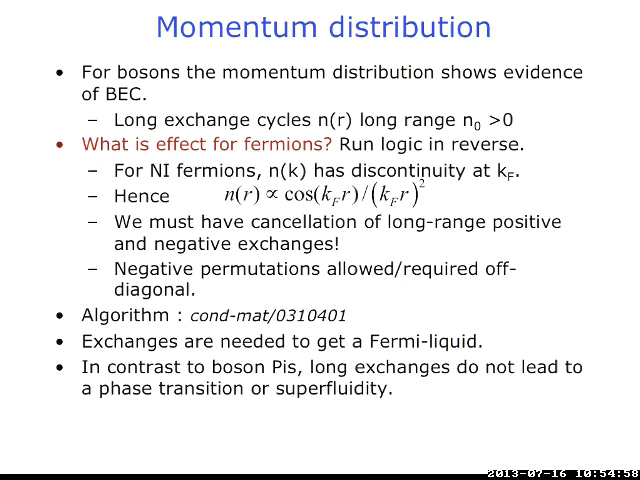 Momentum distribution
• For bosons the momentum distribution shows evidence
of BEC.
– Long exchange cycles n(r) long range n₀ >0
• What is effect for fermions? Run logic in reverse.
– For NI fermions, n(k) has discontinuity at k_F.
– Hence n(r) ∝ cos(k_F r) / (k_F r)²
– We must have cancellation of long-range positive
and negative exchanges!
– Negative permutations allowed/required off-
diagonal.
• Algorithm : cond-mat/0310401
• Exchanges are needed to get a Fermi-liquid.
• In contrast to boson Pis, long exchanges do not lead to
a phase transition or superfluidity.
2013-07-16 10:54:58